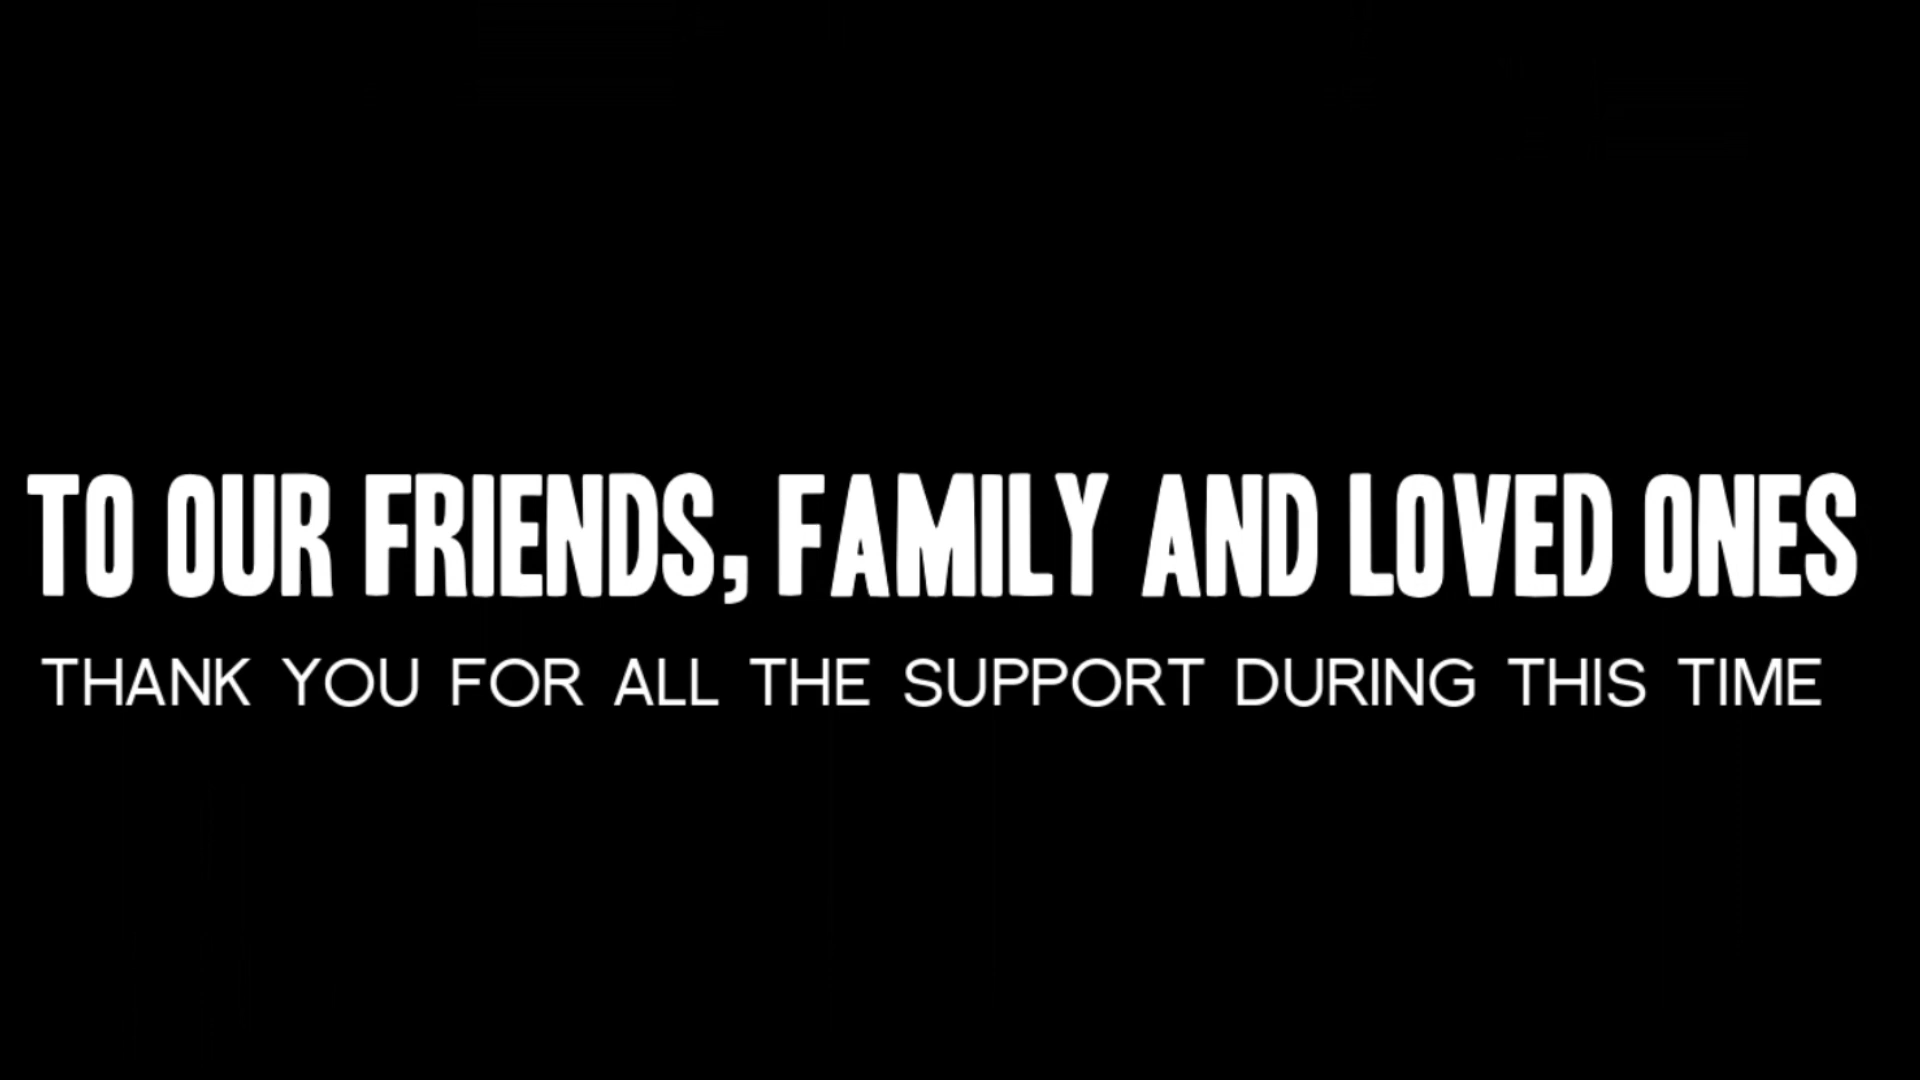 TO OUR FRIENDS, FAMILY AND LOVED ONES
THANK YOU FOR ALL THE SUPPORT DURING THIS TIME